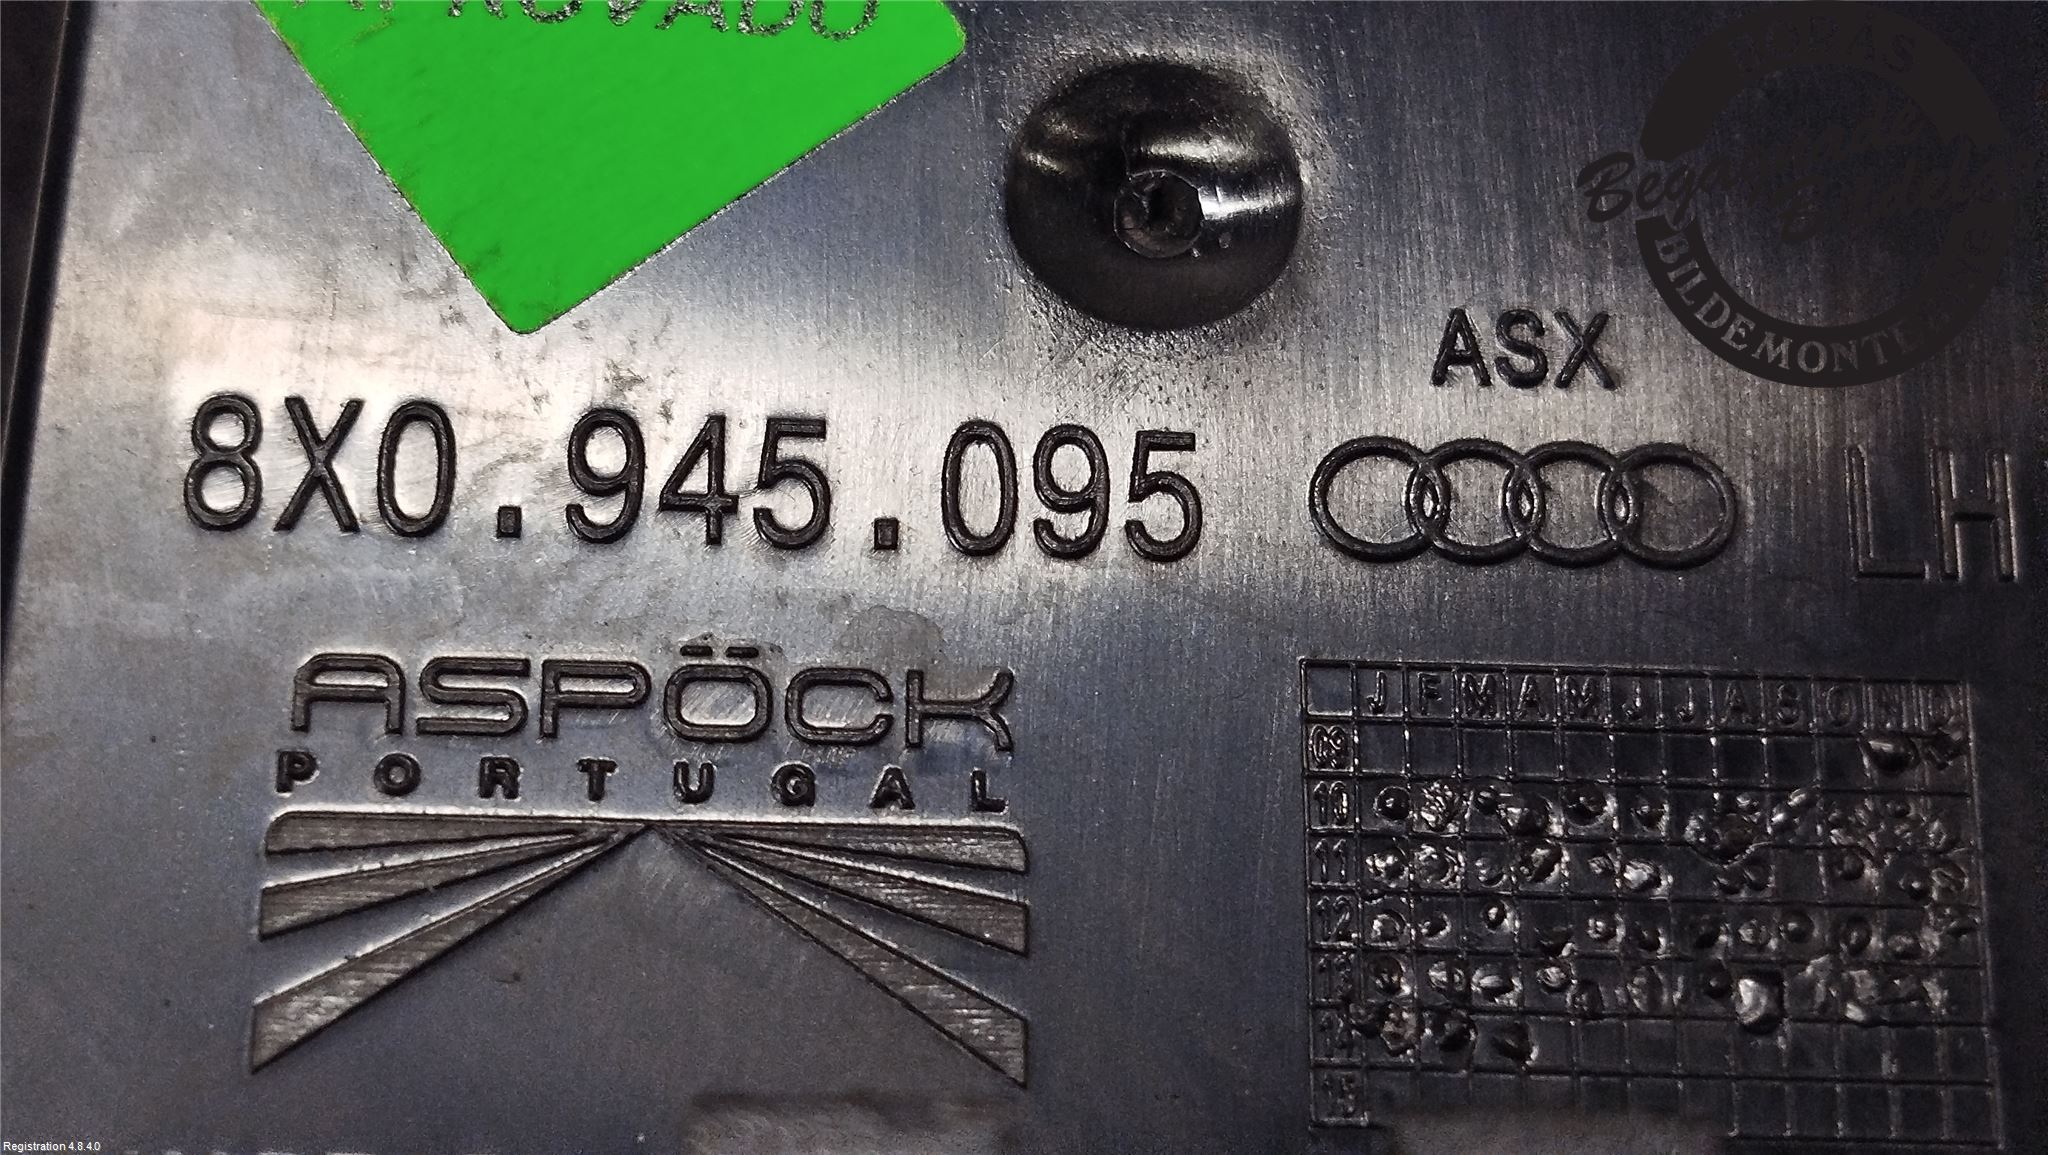 ASX
8X0.945.095 LH
ASPÖCK
PORTUGAL
J F M A M J J A S O N D
09
10
11
12
13
14
15
BILDEMONTE
Registration 4.8.4.0